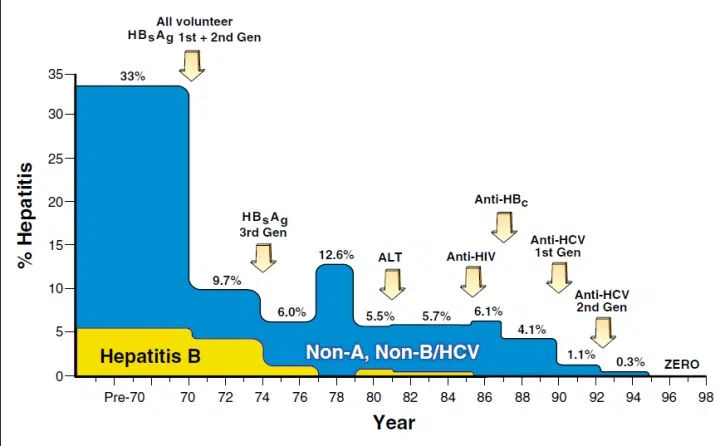 All volunteer
HBsAg 1st + 2nd Gen
35
33%
30
25
20
15
10
5
0
% Hepatitis
HBsAg
3rd Gen
Anti-HBc
Anti-HCV
1st Gen
12.6%
ALT
Anti-HIV
9.7%
Anti-HCV
2nd Gen
6.0%
5.5%
5.7%
6.1%
4.1%
1.1%
0.3%
ZERO
Hepatitis B
Non-A, Non-B/HCV
Pre-70 70 72 74 76 78 80 82 84 86 88 90 92 94 96 98
Year